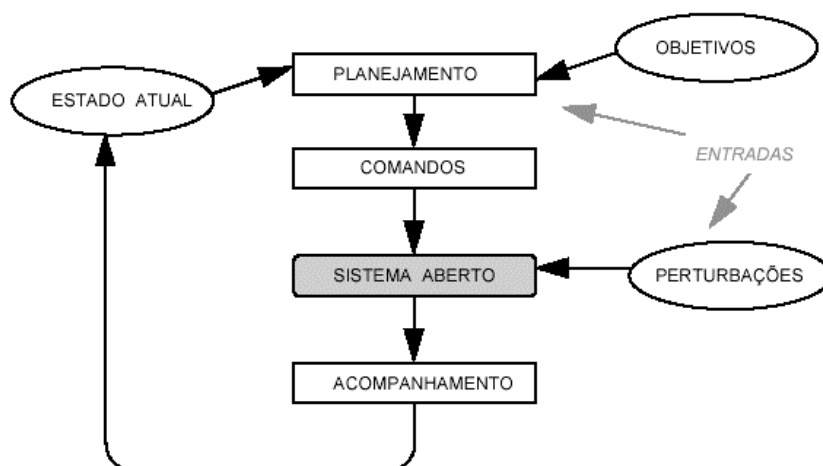 OBJETIVOS
PLANEJAMENTO
ESTADO ATUAL
ENTRADAS
COMANDOS
SISTEMA ABERTO
PERTURBAÇÕES
ACOMPANHAMENTO